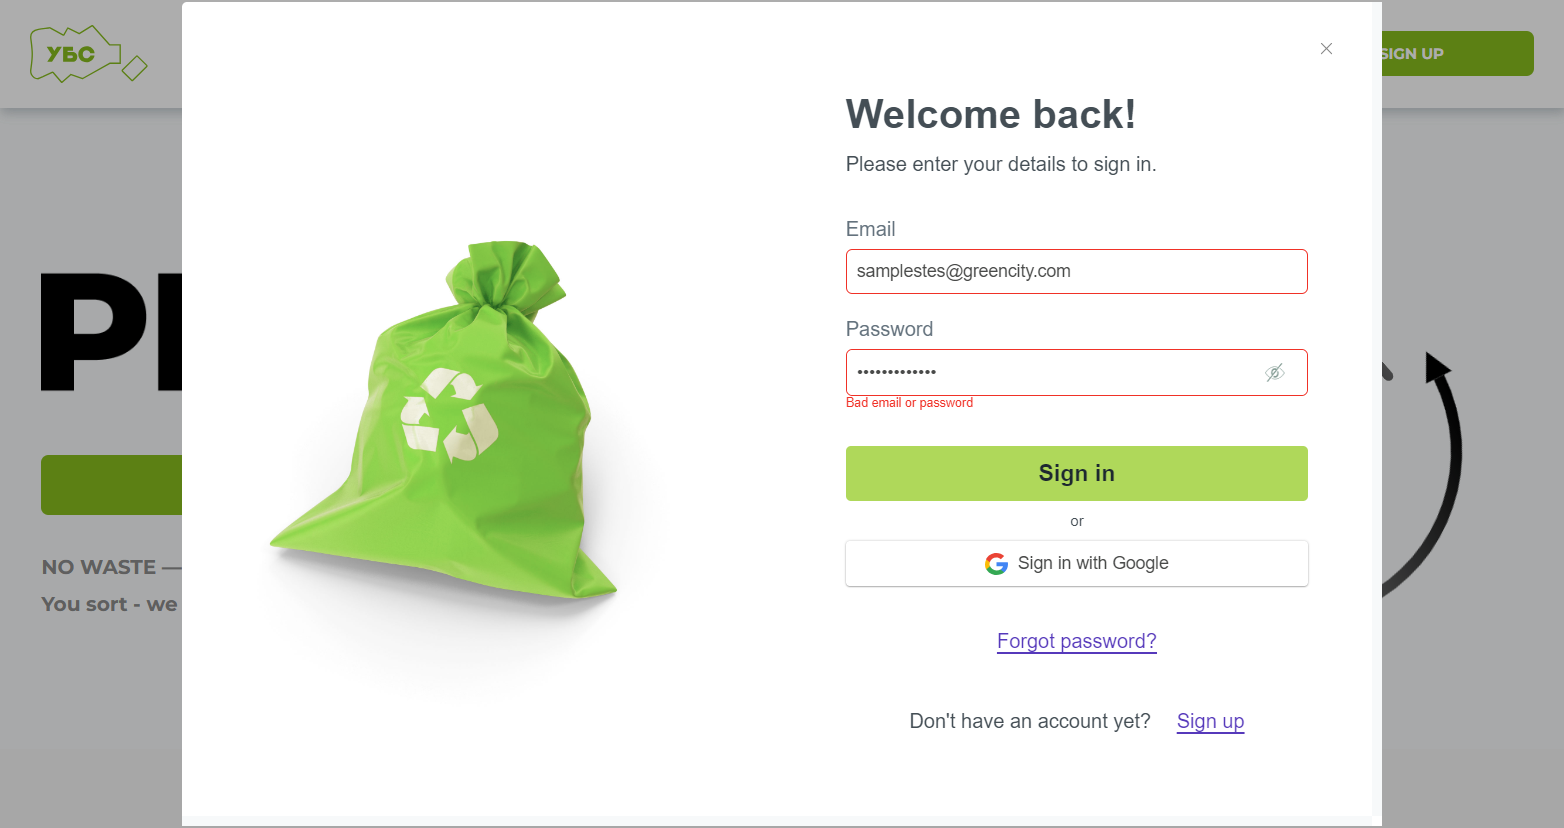 УБС
SIGN UP
Welcome back!
Please enter your details to sign in.
Email
samplestes@greencity.com
Password
•••••••••••••
Bad email or password
Sign in
or
Sign in with Google
Forgot password?
Don't have an account yet? Sign up
NO WASTE —
You sort - we